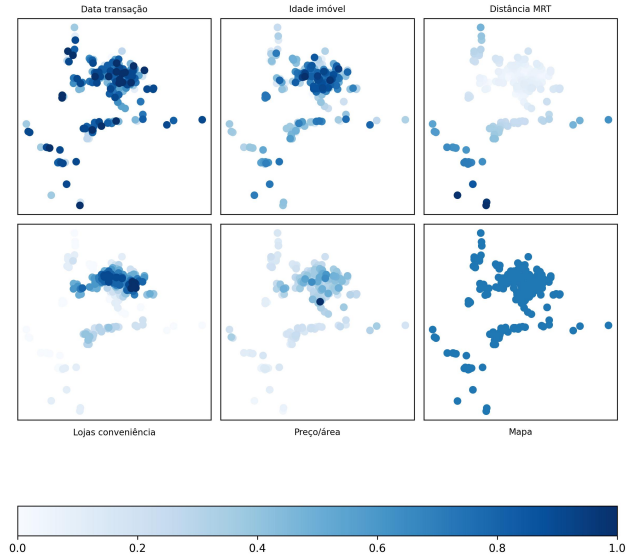 Data transação Idade imóvel Distância MRT
Lojas conveniência Preço/área Mapa
0.0 0.2 0.4 0.6 0.8 1.0